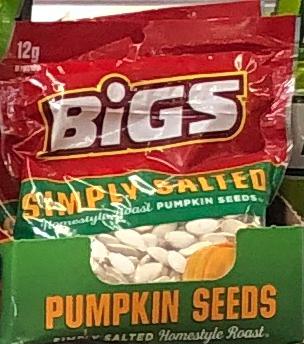 12g
BiGS
SIMPLY SALTED
Homestyle Roast PUMPKIN SEEDS
PUMPKIN SEEDS
SIMPLY SALTED Homestyle Roast